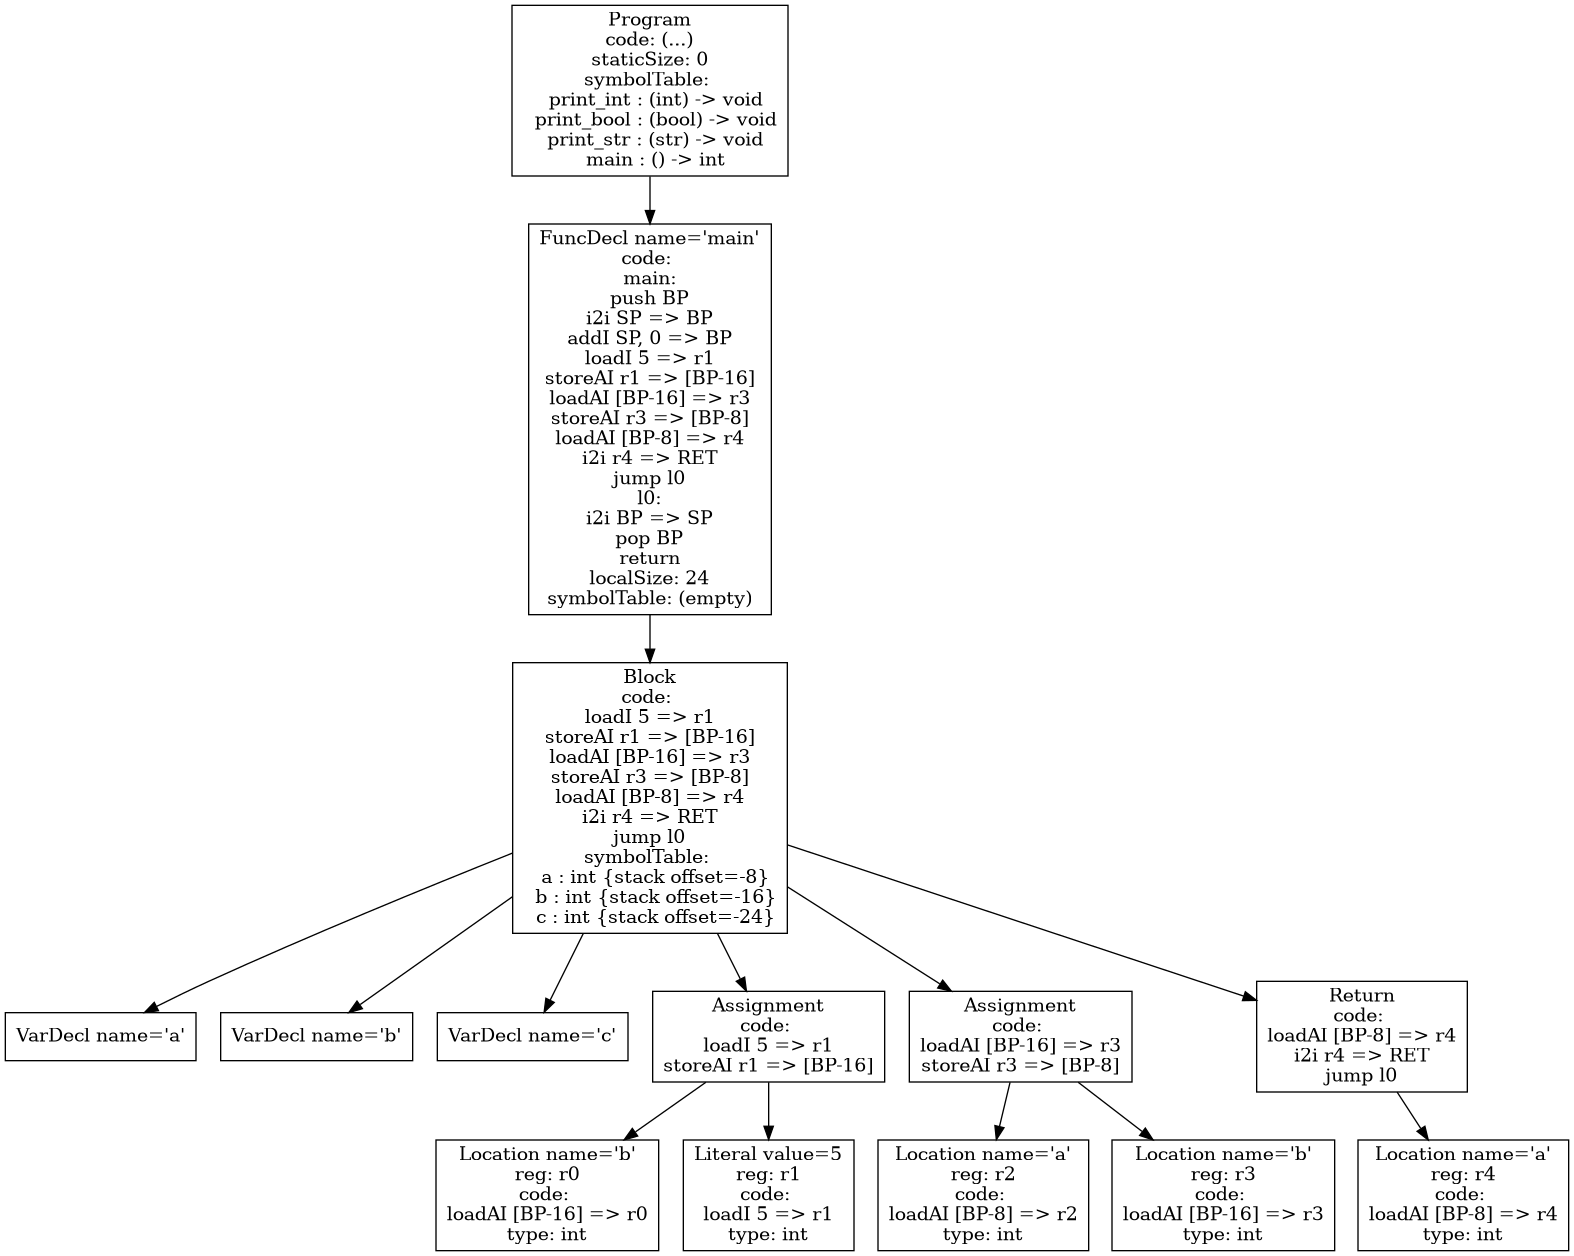 Program
code: (...)
staticSize: 0
symbolTable:
print_int : (int) -> void
print_bool : (bool) -> void
print_str : (str) -> void
main : () -> int
FuncDecl name='main'
code:
main:
push BP
i2i SP => BP
addI SP, 0 => BP
loadI 5 => r1
storeAI r1 => [BP-16]
loadAI [BP-16] => r3
storeAI r3 => [BP-8]
loadAI [BP-8] => r4
i2i r4 => RET
jump l0
l0:
i2i BP => SP
pop BP
return
localSize: 24
symbolTable: (empty)
Block
code:
loadI 5 => r1
storeAI r1 => [BP-16]
loadAI [BP-16] => r3
storeAI r3 => [BP-8]
loadAI [BP-8] => r4
i2i r4 => RET
jump l0
symbolTable:
a : int {stack offset=-8}
b : int {stack offset=-16}
c : int {stack offset=-24}
VarDecl name='a'
VarDecl name='b'
VarDecl name='c'
Assignment
code:
loadI 5 => r1
storeAI r1 => [BP-16]
Assignment
code:
loadAI [BP-16] => r3
storeAI r3 => [BP-8]
Return
code:
loadAI [BP-8] => r4
i2i r4 => RET
jump l0
Location name='b'
reg: r0
code:
loadAI [BP-16] => r0
type: int
Literal value=5
reg: r1
code:
loadI 5 => r1
type: int
Location name='a'
reg: r2
code:
loadAI [BP-8] => r2
type: int
Location name='b'
reg: r3
code:
loadAI [BP-16] => r3
type: int
Location name='a'
reg: r4
code:
loadAI [BP-8] => r4
type: int